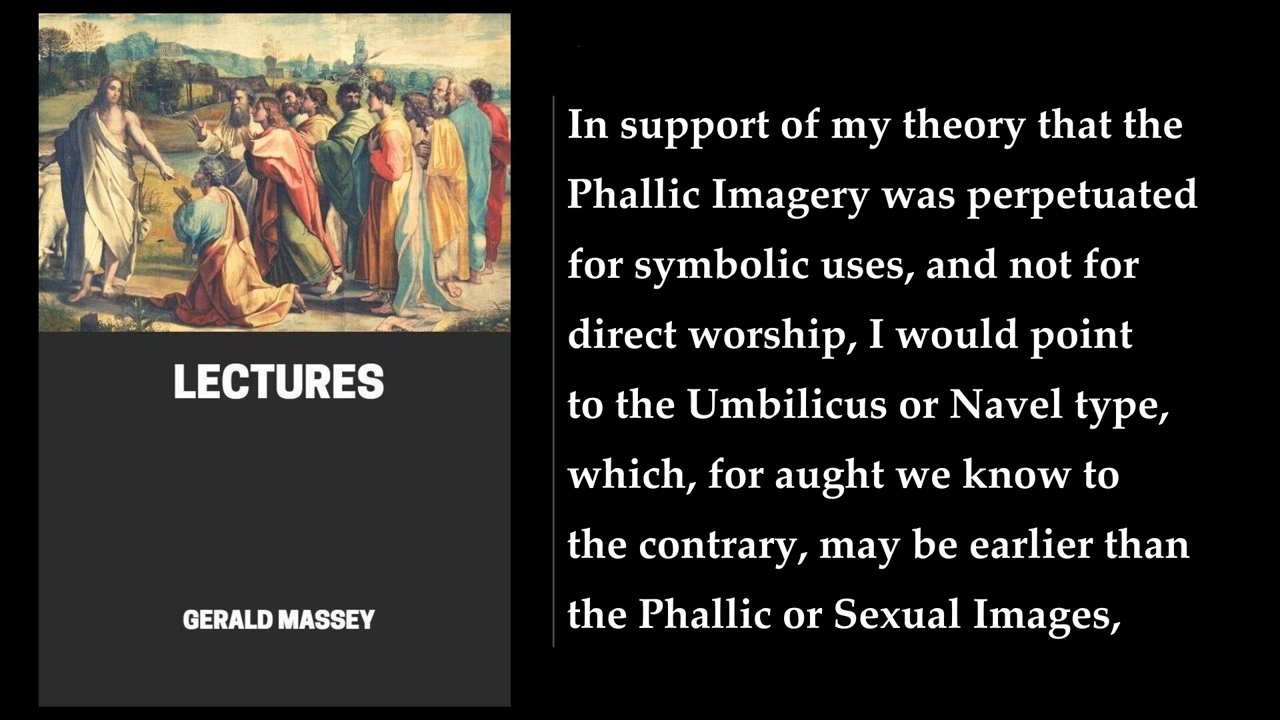 LECTURES
GERALD MASSEY
In support of my theory that the
Phallic Imagery was perpetuated
for symbolic uses, and not for
direct worship, I would point
to the Umbilicus or Navel type,
which, for aught we know to
the contrary, may be earlier than
the Phallic or Sexual Images,